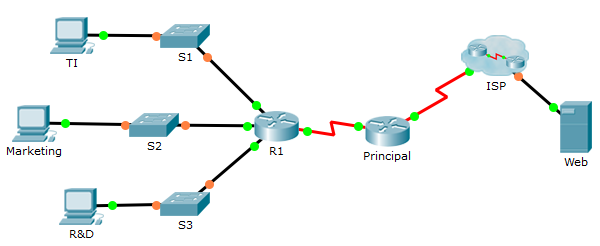 TI
S1
ISP
Marketing
S2
R1
Principal
Web
R&D
S3